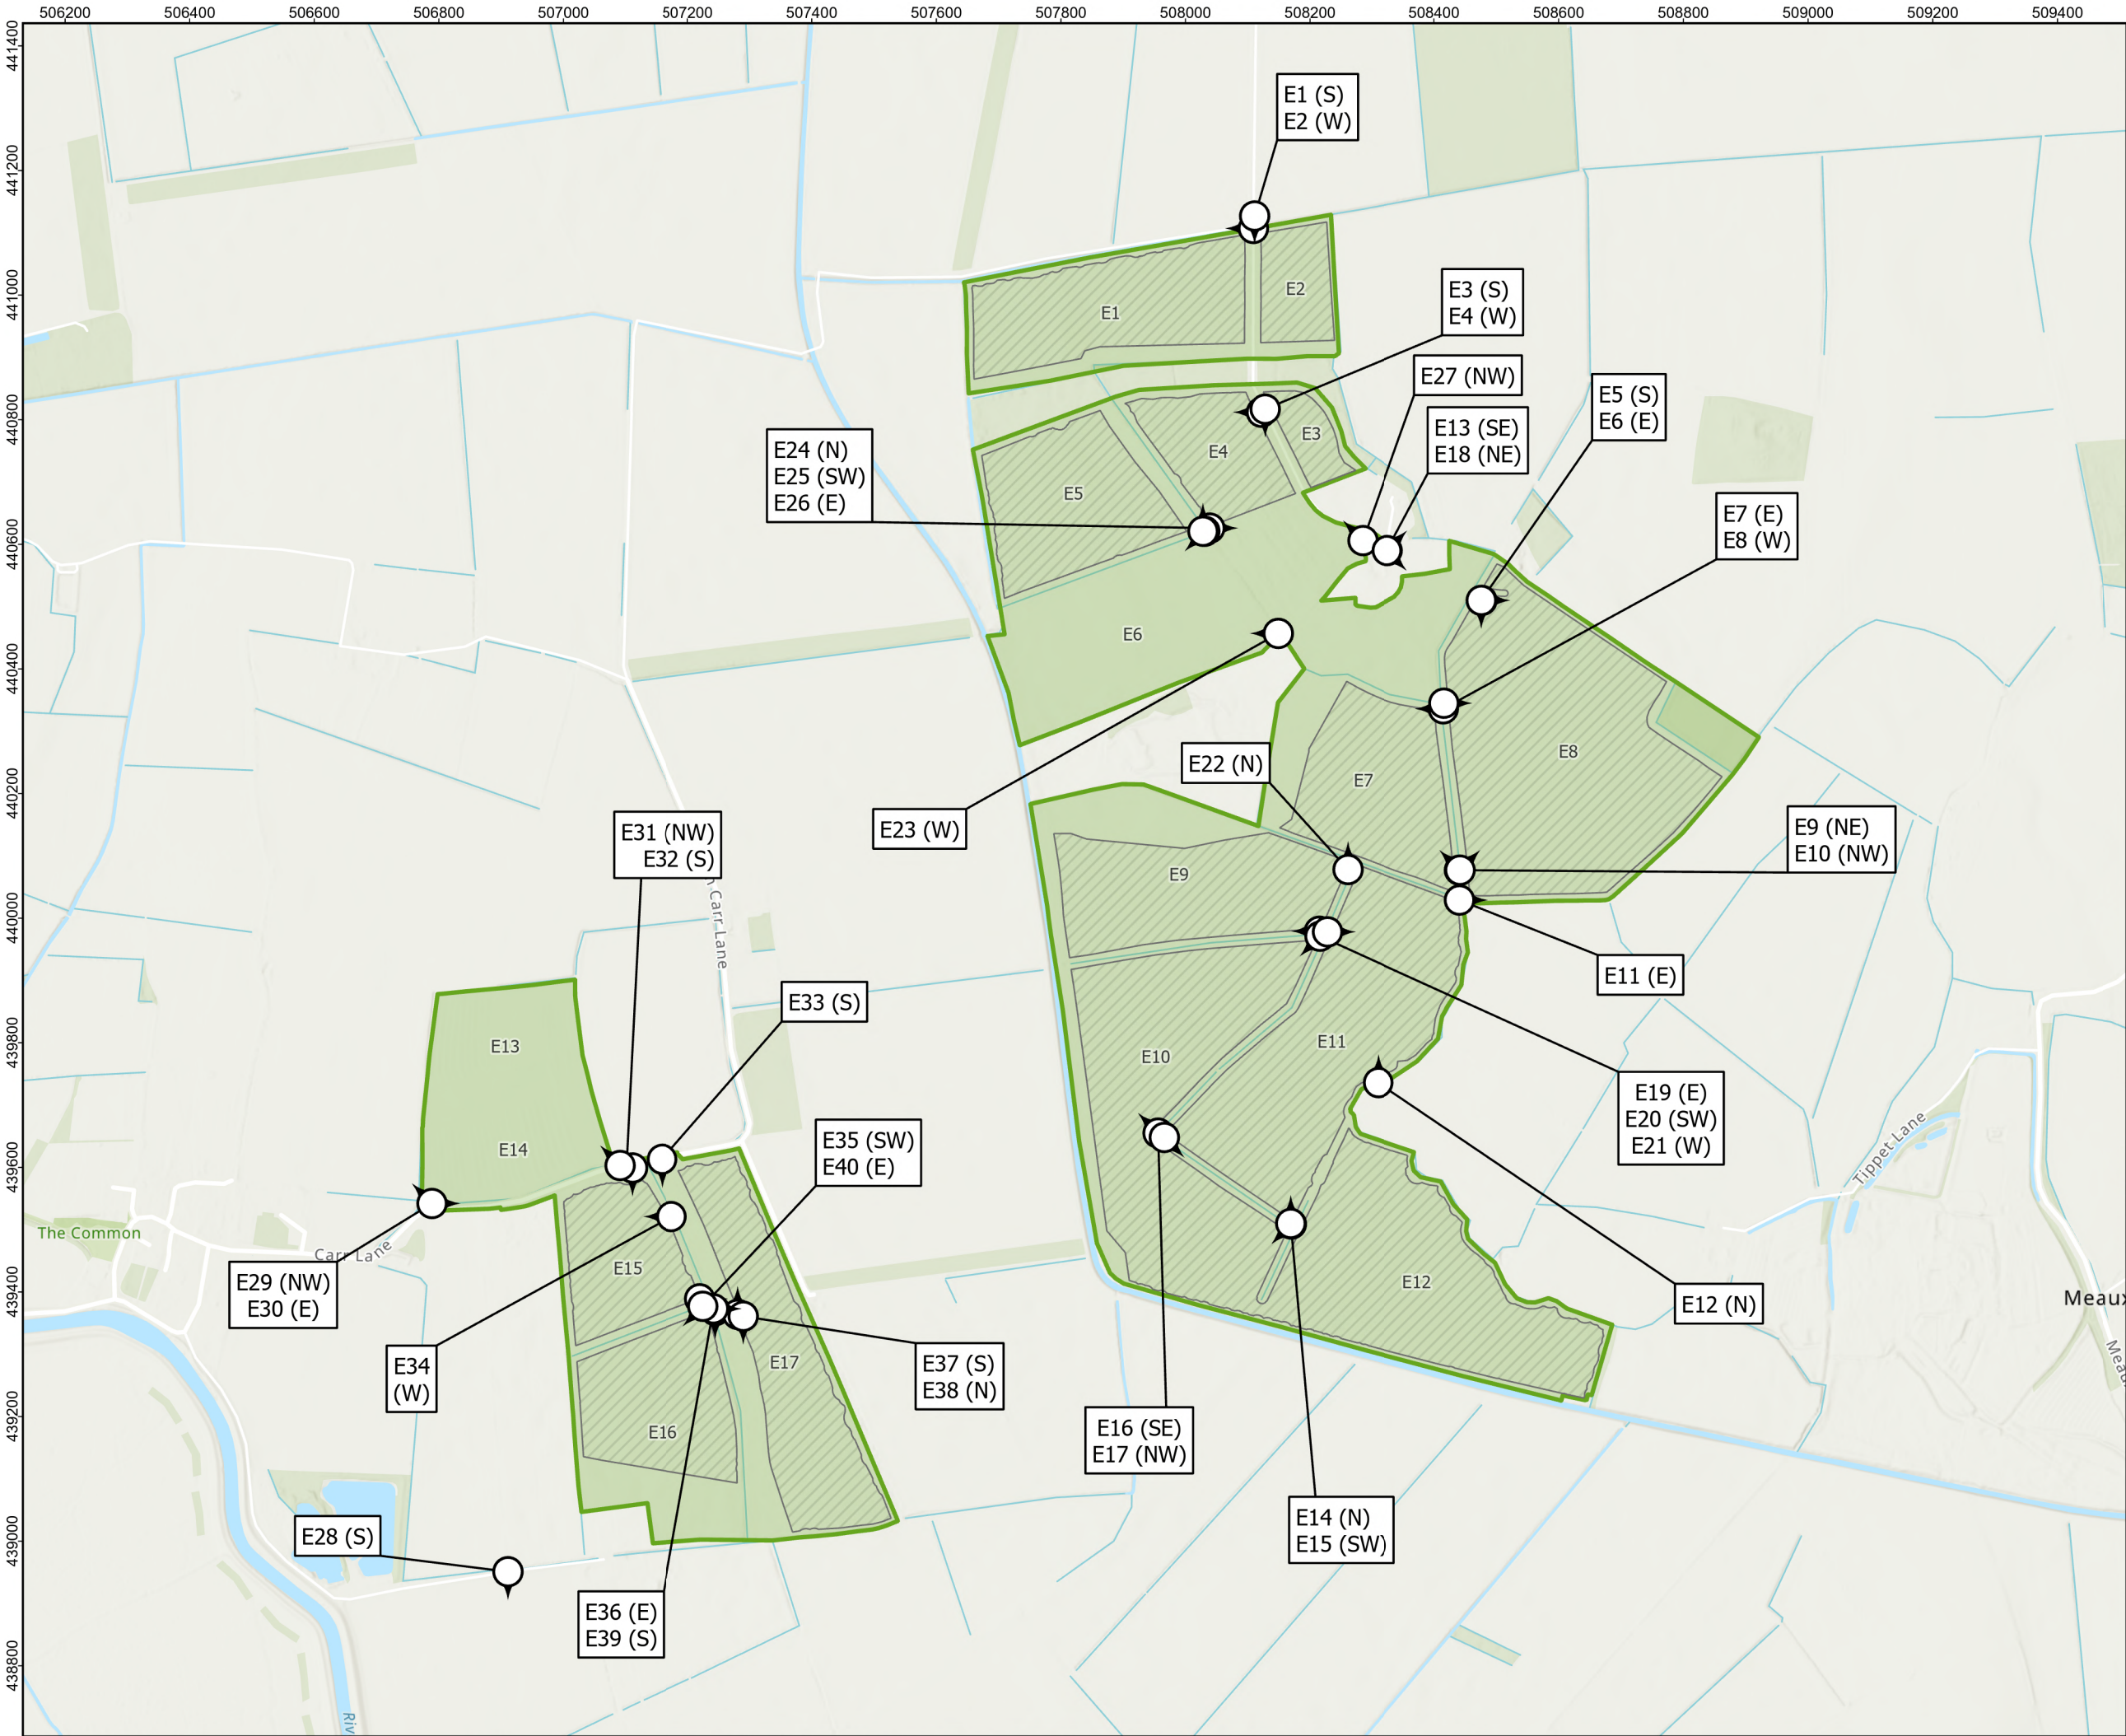 506200 506400 506600 506800 507000 507200 507400 507600 507800 508000 508200 508400 508600 508800 509000 509200 509400
441400
441200
441000
440800
440600
440400
440200
440000
439800
439600
439400
439200
439000
438800
E1 (S)
E2 (W)
E3 (S)
E4 (W)
E27 (NW)
E5 (S)
E6 (E)
E13 (SE)
E18 (NE)
E24 (N)
E25 (SW)
E26 (E)
E7 (E)
E8 (W)
E22 (N)
E23 (W)
E9 (NE)
E10 (NW)
E31 (NW)
E32 (S)
E11 (E)
E33 (S)
E19 (E)
E20 (SW)
E21 (W)
E35 (SW)
E40 (E)
E29 (NW)
E30 (E)
E12 (N)
E34
(W)
E37 (S)
E38 (N)
E16 (SE)
E17 (NW)
E14 (N)
E15 (SW)
E28 (S)
E36 (E)
E39 (S)
E1
E2
E3
E4
E5
E6
E7
E8
E9
E10
E11
E12
E13
E14
E15
E16
E17
Carr Lane
The Common
Carr Lane
Tippet Lane
Meaux
Meau
Riv